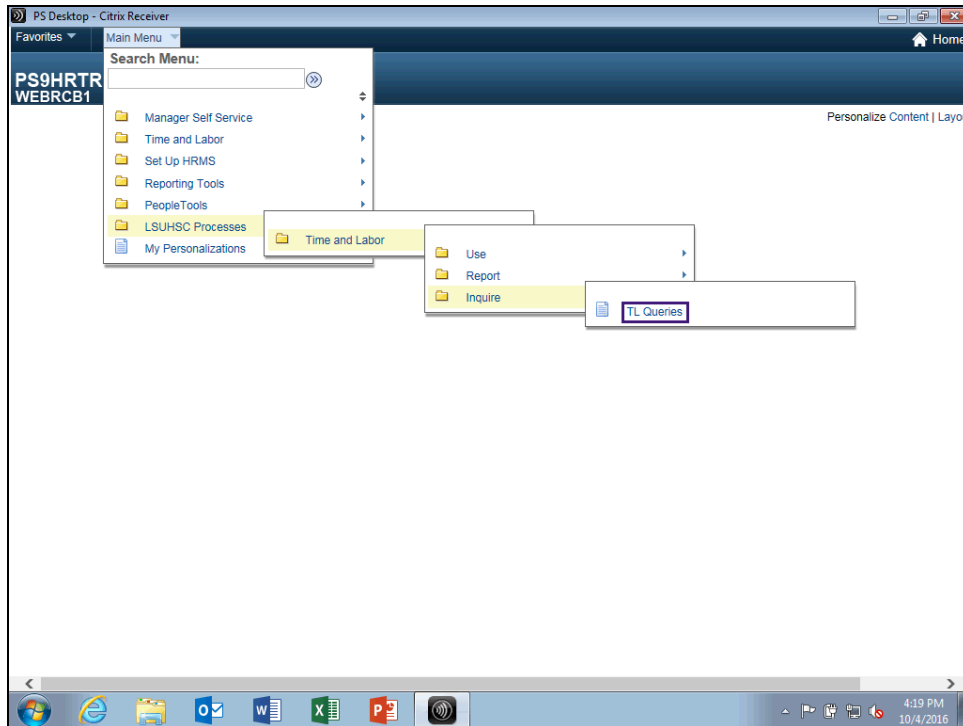 PS Desktop - Citrix Receiver
Favorites Main Menu Home
Search Menu:
PS9HRTR
WEBRCB1
Personalize Content | Layo
Manager Self Service
Time and Labor
Set Up HRMS
Reporting Tools
PeopleTools
LSUHSC Processes
My Personalizations
Time and Labor
Use
Report
Inquire
TL Queries
4:19 PM
10/4/2016